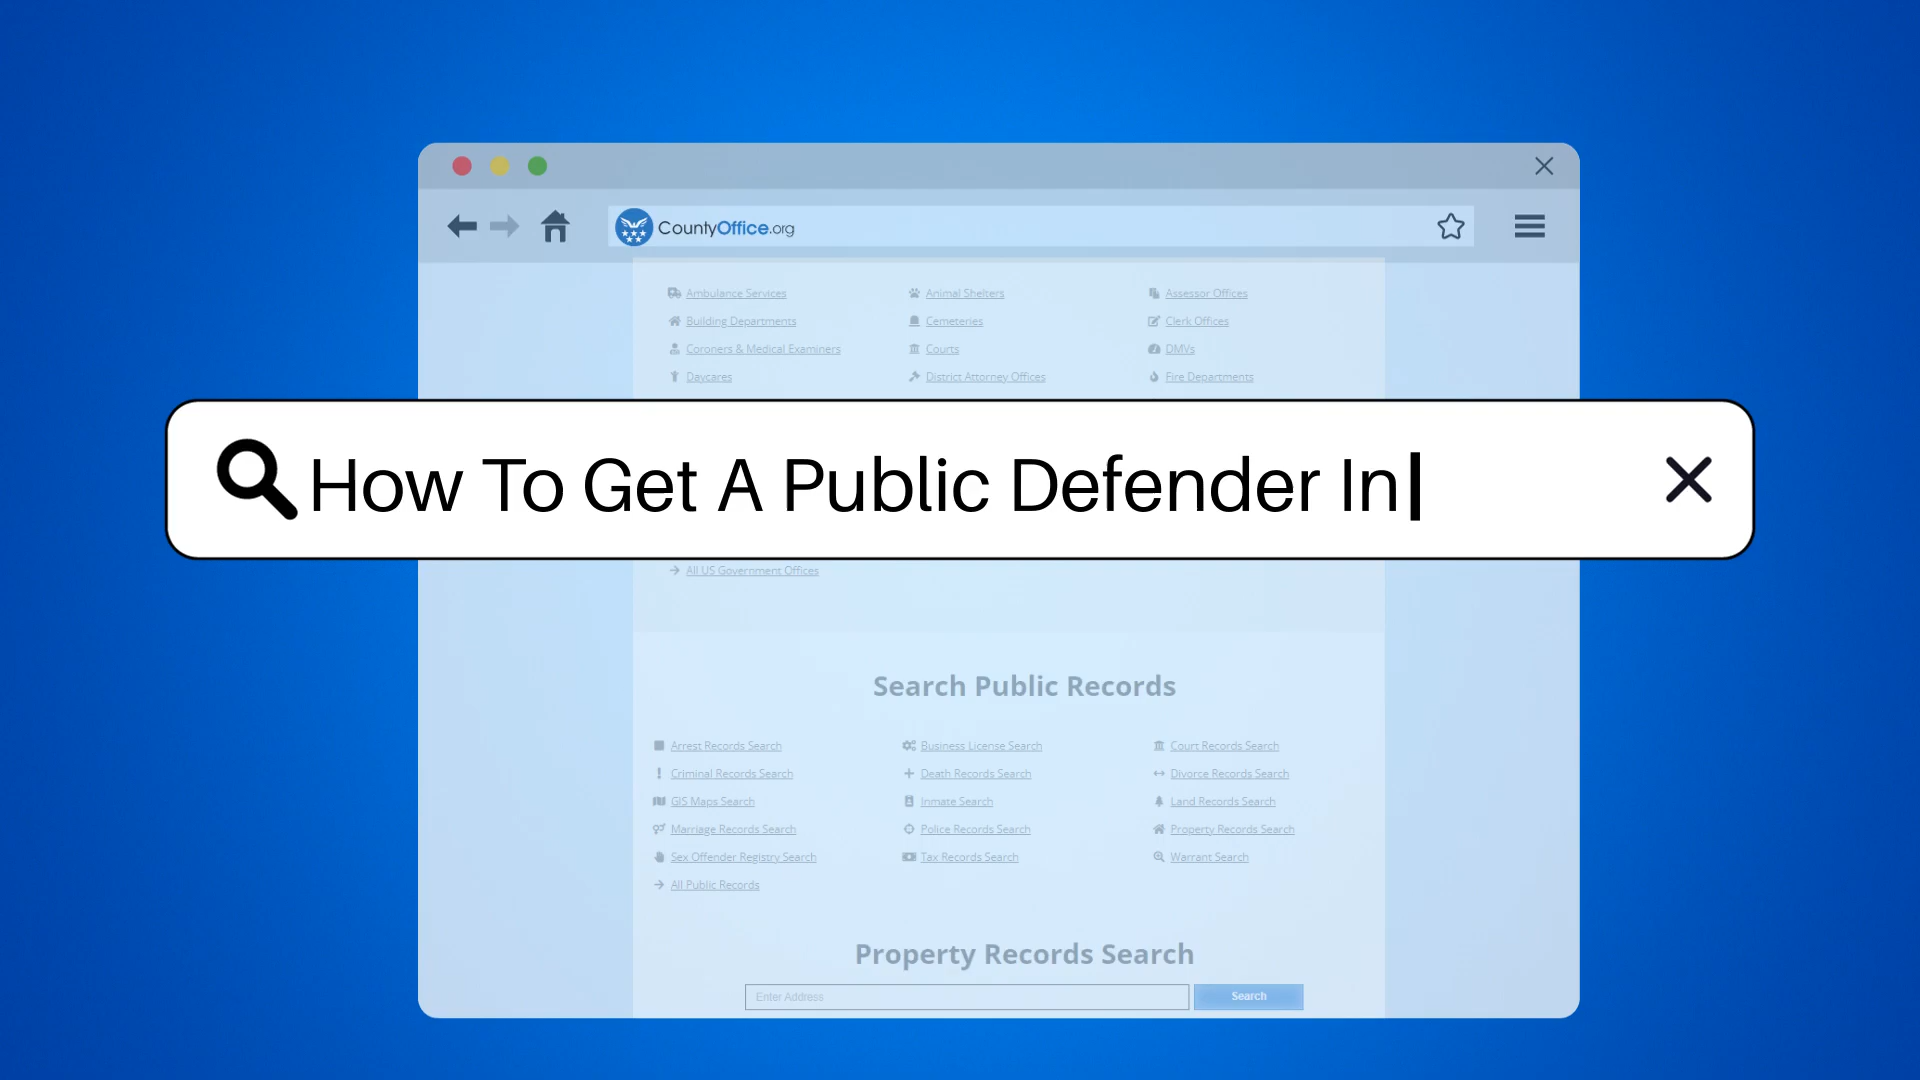 CountyOffice.org
Ambulance Services Animal Shelters Assessor Offices
Building Departments Cemeteries Clerk Offices
Coroners & Medical Examiners Courts DMVs
Daycares District Attorney Offices Fire Departments
How To Get A Public Defender In
All US Government Offices
Search Public Records
Arrest Records Search Business License Search Court Records Search
Criminal Records Search Death Records Search Divorce Records Search
GIS Maps Search Inmate Search Land Records Search
Marriage Records Search Police Records Search Property Records Search
Sex Offender Registry Search Tax Records Search Warrant Search
All Public Records
Property Records Search
Enter Address Search